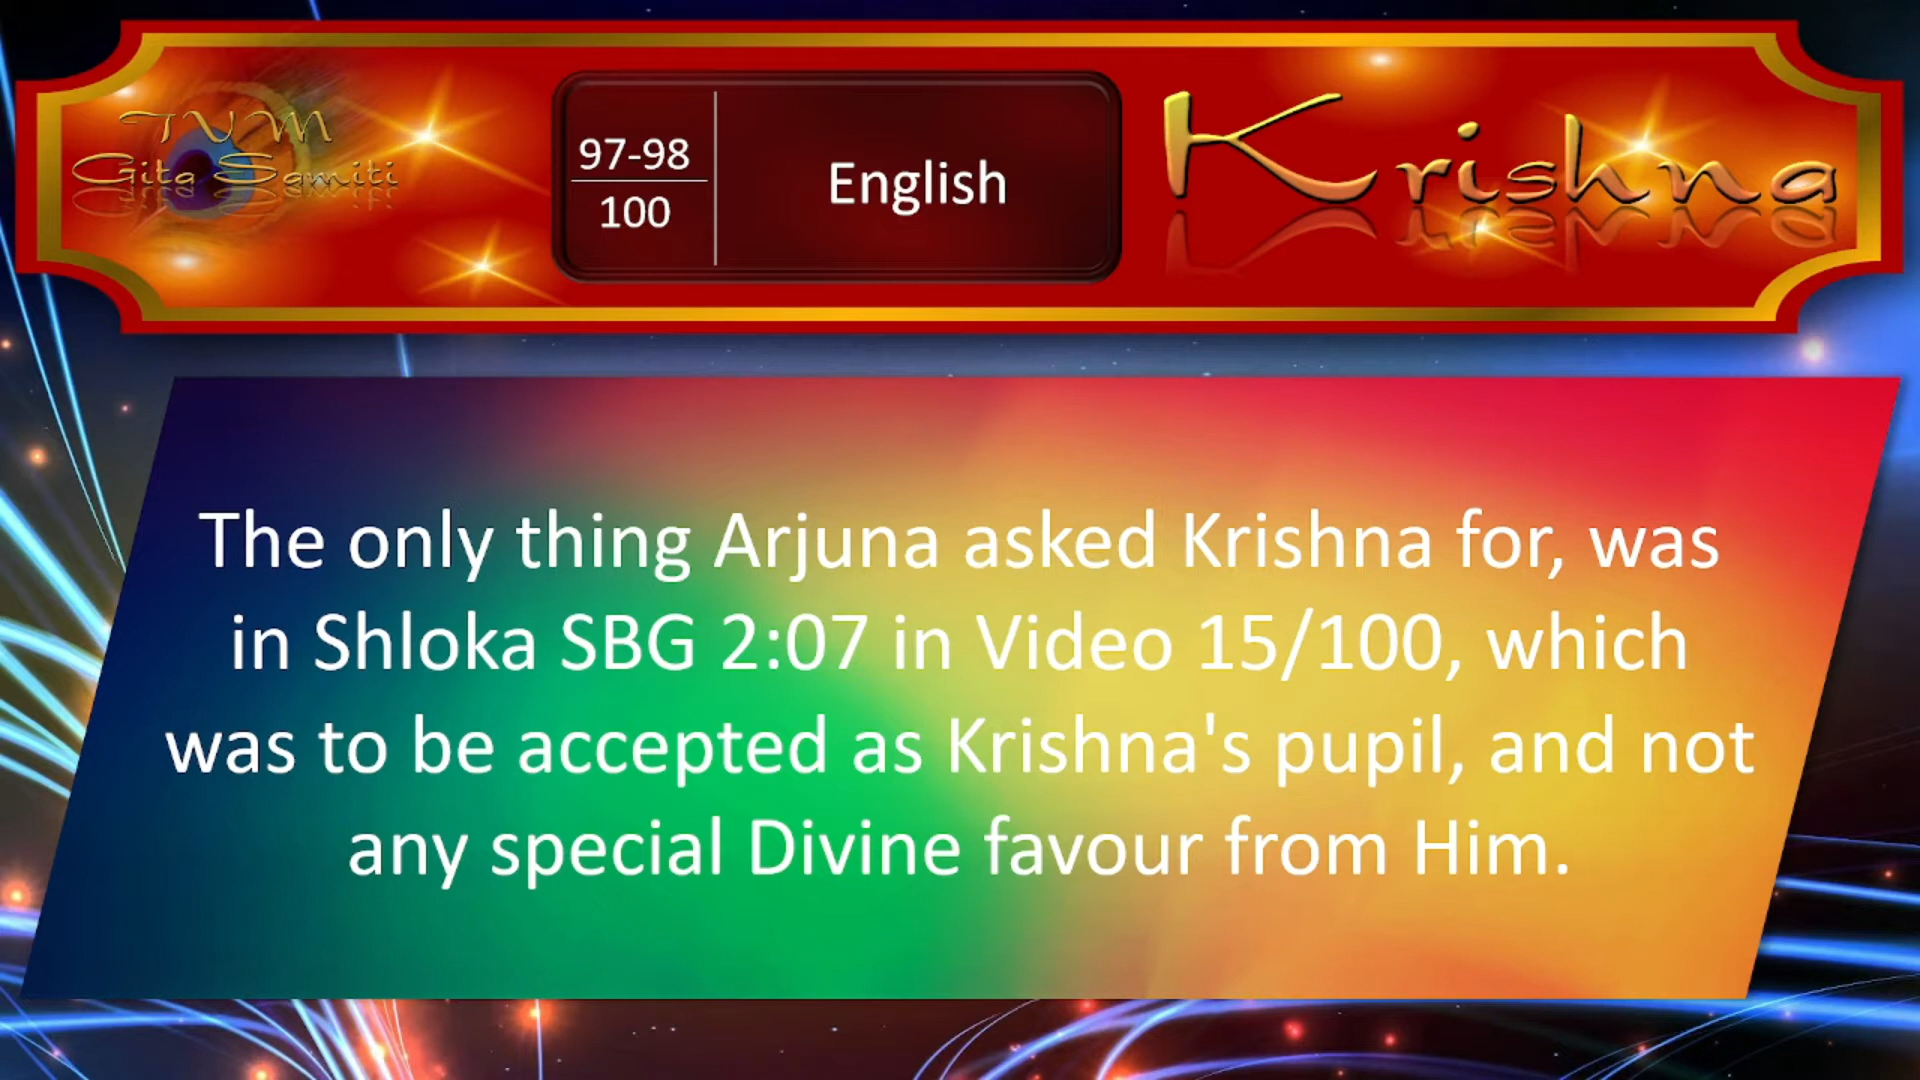 TVM
Gita Samiti
97-98
100
English
Krishna
The only thing Arjuna asked Krishna for, was
in Shloka SBG 2:07 in Video 15/100, which
was to be accepted as Krishna's pupil, and not
any special Divine favour from Him.